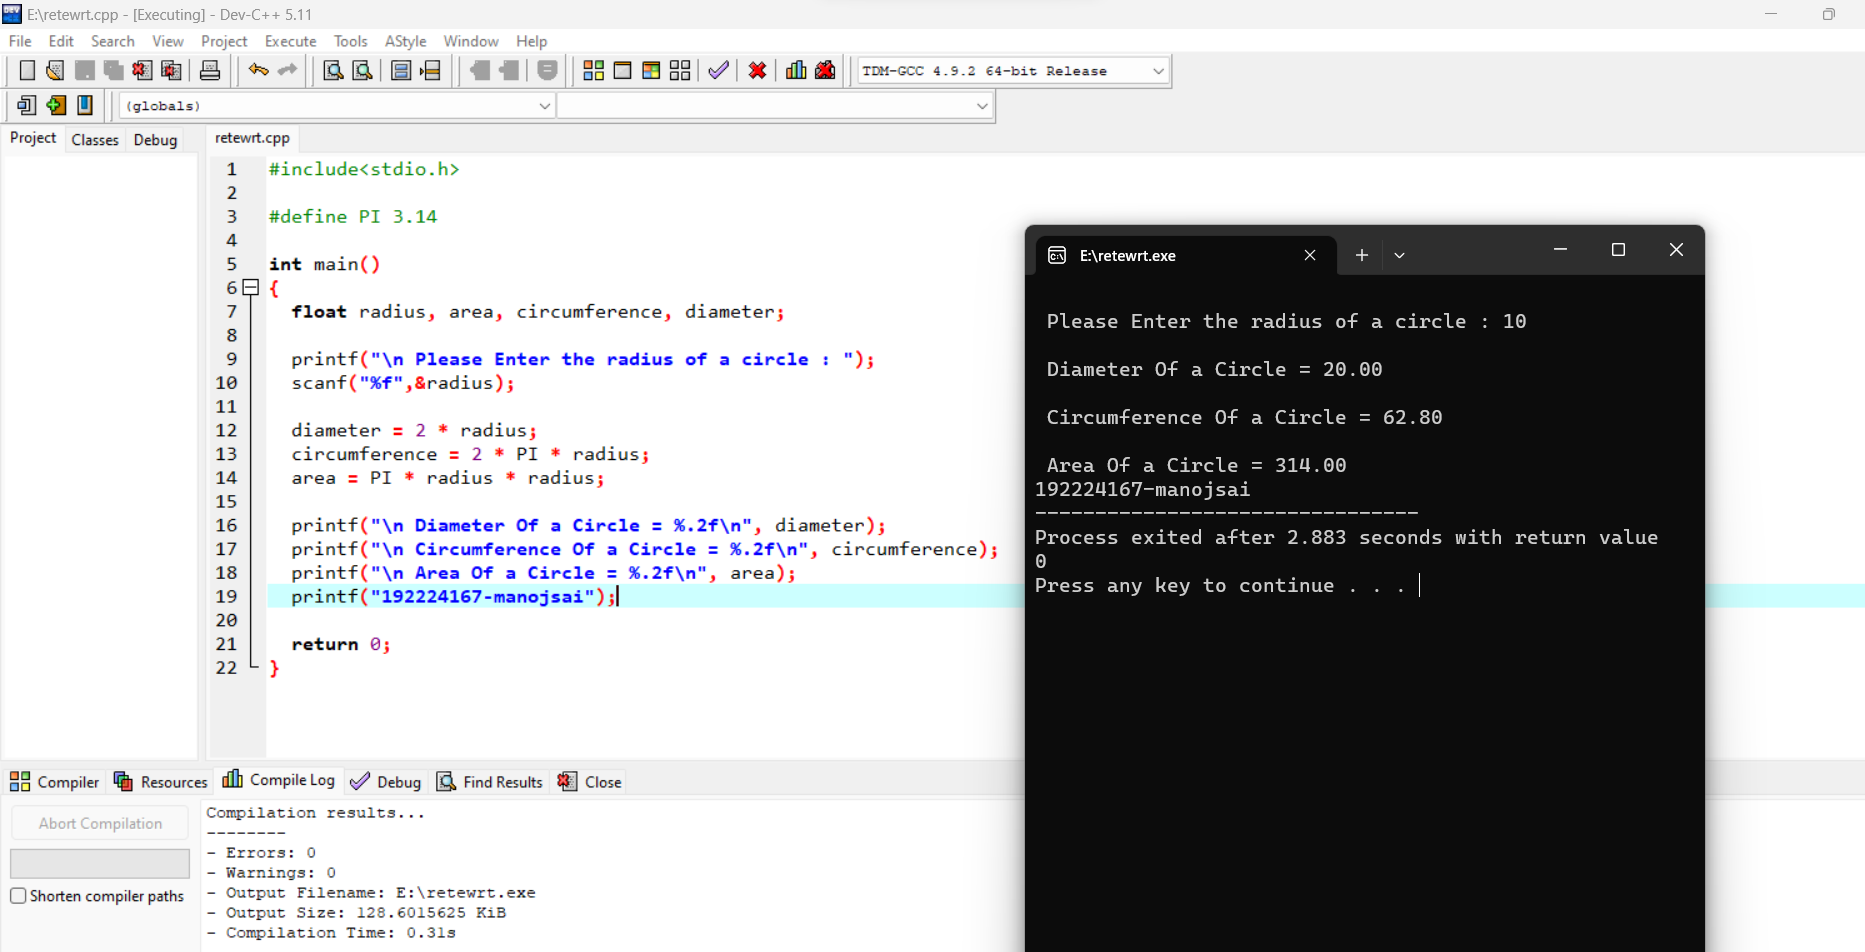 E:\retewrt.cpp - [Executing] - Dev-C++ 5.11
File Edit Search View Project Execute Tools AStyle Window Help
TDM-GCC 4.9.2 64-bit Release
(globals)
Project Classes Debug
retewrt.cpp
1 #include<stdio.h>
2
3 #define PI 3.14
4
5 int main()
6 {
7 float radius, area, circumference, diameter;
8
9 printf("\n Please Enter the radius of a circle : ");
10 scanf("%f",&radius);
11
12 diameter = 2 * radius;
13 circumference = 2 * PI * radius;
14 area = PI * radius * radius;
15
16 printf("\n Diameter Of a Circle = %.2f\n", diameter);
17 printf("\n Circumference Of a Circle = %.2f\n", circumference);
18 printf("\n Area Of a Circle = %.2f\n", area);
19 printf("192224167-manojsai");
20
21 return 0;
22 }
E:\retewrt.exe
Please Enter the radius of a circle : 10
Diameter Of a Circle = 20.00
Circumference Of a Circle = 62.80
Area Of a Circle = 314.00
192224167-manojsai
--------------------------------
Process exited after 2.883 seconds with return value
0
Press any key to continue . . .
Compiler Resources Compile Log Debug Find Results Close
Abort Compilation
Shorten compiler paths
Compilation results...
--------
- Errors: 0
- Warnings: 0
- Output Filename: E:\retewrt.exe
- Output Size: 128.6015625 KiB
- Compilation Time: 0.31s